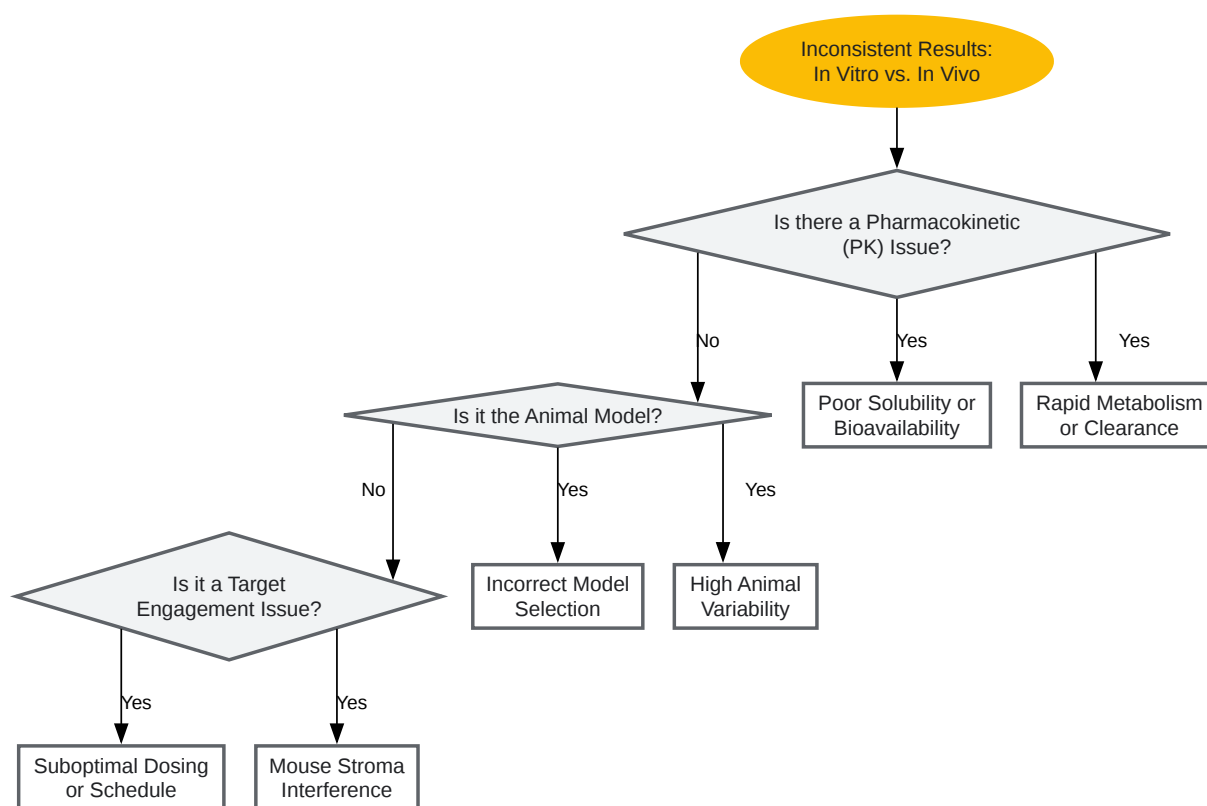 Inconsistent Results:
In Vitro vs. In Vivo
Is there a Pharmacokinetic
(PK) Issue?
No
Yes
Yes
Is it the Animal Model?
Poor Solubility or
Bioavailability
Rapid Metabolism
or Clearance
No
Yes
Yes
Is it a Target
Engagement Issue?
Incorrect Model
Selection
High Animal
Variability
Yes
Yes
Suboptimal Dosing
or Schedule
Mouse Stroma
Interference